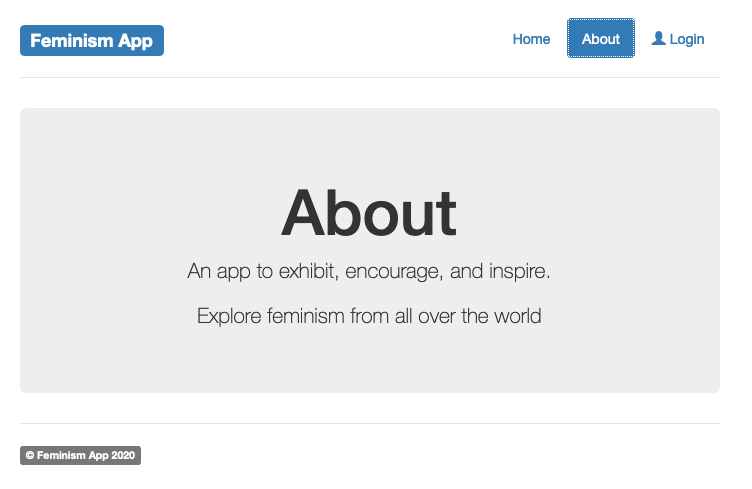 Feminism App
Home About Login
About
An app to exhibit, encourage, and inspire.
Explore feminism from all over the world
© Feminism App 2020